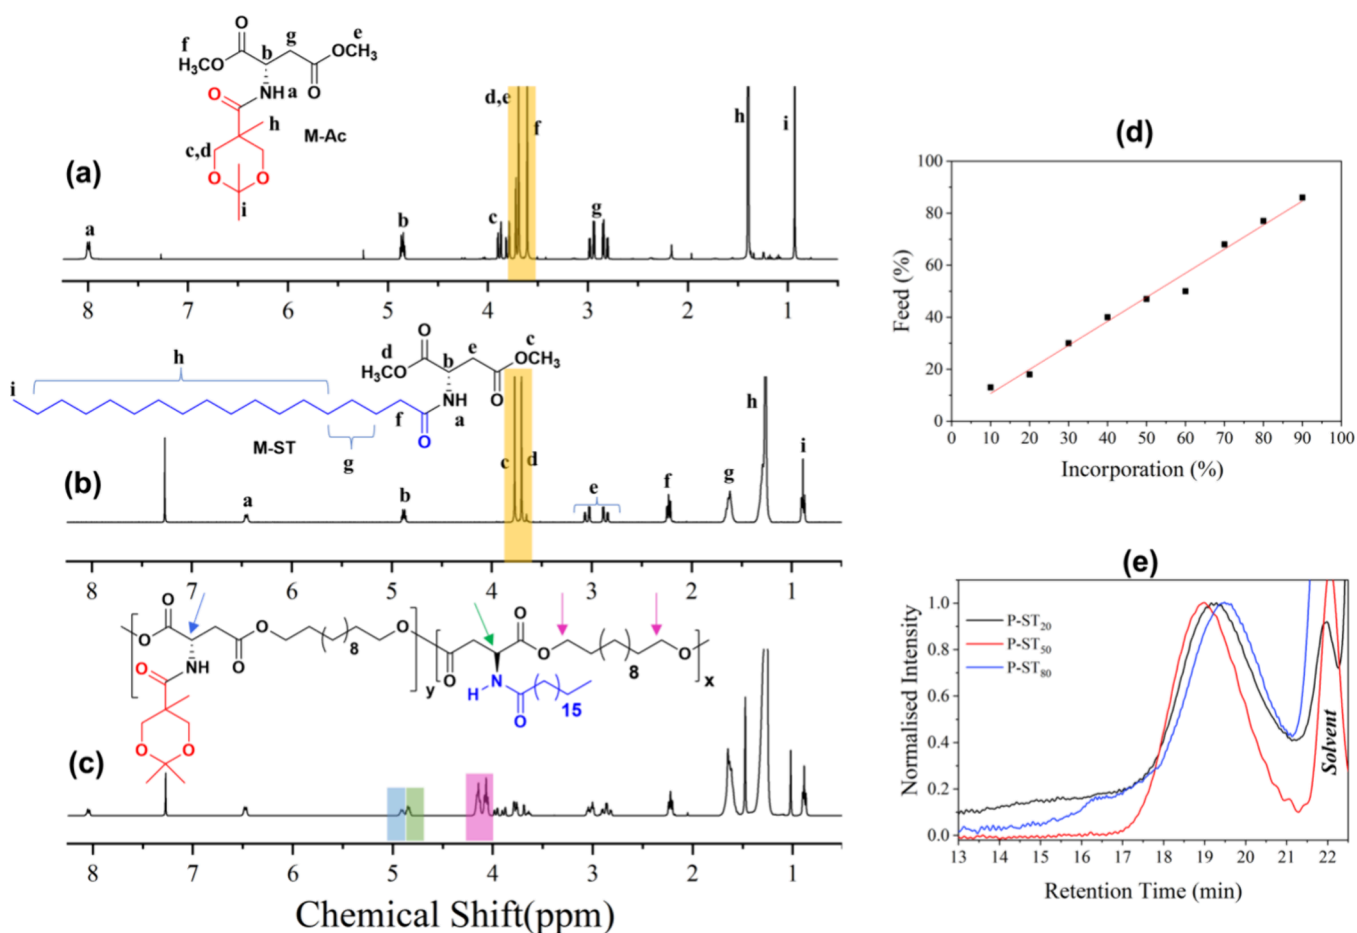 (a)
O
g
e
f
b
OCH₃
H₃CO
O
O
NH
a
h
M-Ac
c,d
O
O
i
a
b
c
d,e
f
g
h
i
8
7
6
5
4
3
2
1
(b)
h
i
O
e
c
d
b
OCH₃
H₃CO
O
NH
f
a
O
M-ST
g
a
b
c
d
e
f
g
h
i
8
7
6
5
4
3
2
1
(c)
O
O
O
O
8
O
O
NH
O
y
O
O
O
8
O
x
H
N
O
15
O
O
8
7
6
5
4
3
2
1
Chemical Shift(ppm)
(d)
100
80
60
40
20
0
Feed (%)
0
10
20
30
40
50
60
70
80
90
100
Incorporation (%)
(e)
1.0
0.8
0.6
0.4
0.2
0.0
Normalised Intensity
P-ST₂₀
P-ST₅₀
P-ST₈₀
Solvent
13
14
15
16
17
18
19
20
21
22
Retention Time (min)